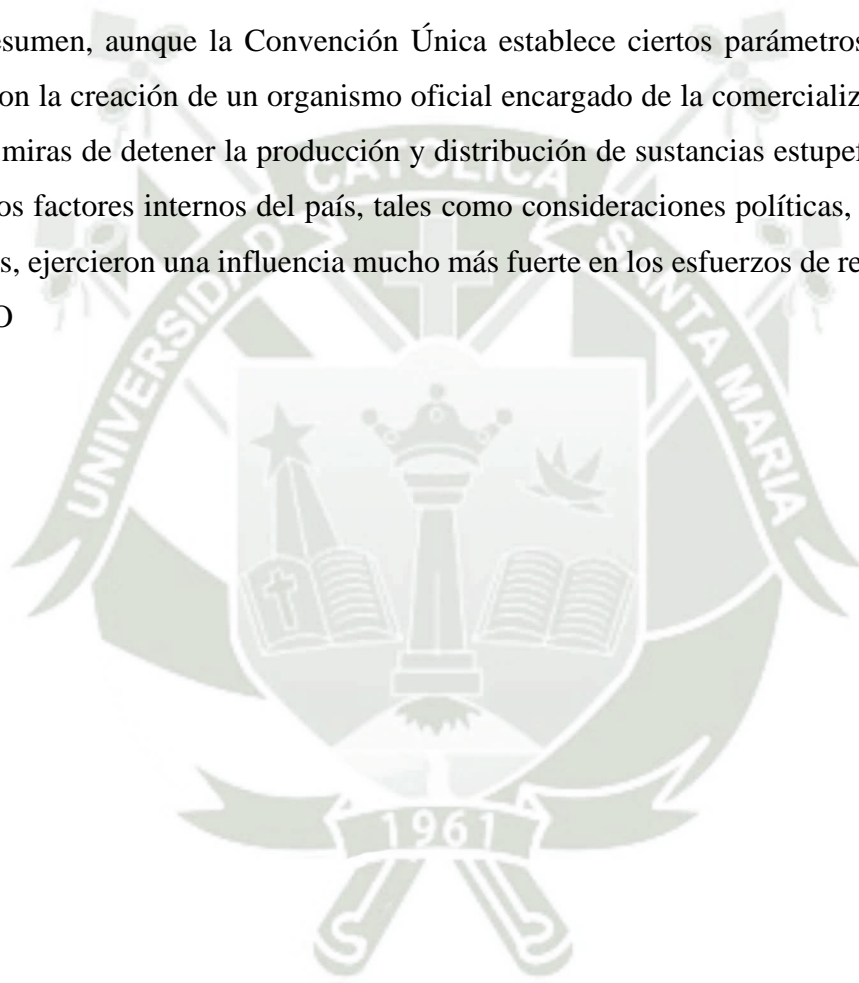 esumen, aunque la Convención Única establece ciertos parámetros
on la creación de un organismo oficial encargado de la comercializ
miras de detener la producción y distribución de sustancias estupef
os factores internos del país, tales como consideraciones políticas,
s, ejercieron una influencia mucho más fuerte en los esfuerzos de re
O
UNIVERSIDAD CATOLICA SANTA MARIA
1961